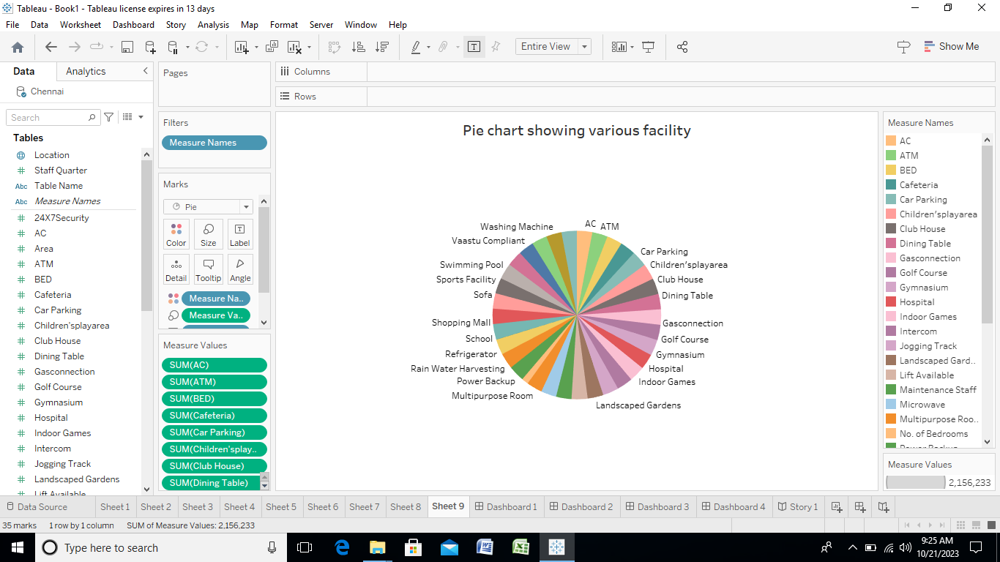 Tableau - Book1 - Tableau license expires in 13 days
File Data Worksheet Dashboard Story Analysis Map Format Server Window Help
Entire View
Show Me
Data Analytics
Chennai
Search
Tables
Location
Staff Quarter
Abc Table Name
Abc Measure Names
24X7Security
AC
Area
ATM
BED
Cafeteria
Car Parking
Children'splayarea
Club House
Dining Table
Gasconnection
Golf Course
Gymnasium
Hospital
Indoor Games
Intercom
Jogging Track
Landscaped Gardens
Lift Available
Pages
Filters
Measure Names
Marks
Pie
Color Size Label
Detail Tooltip Angle
Measure Na..
Measure Va..
Measure Values
SUM(AC)
SUM(ATM)
SUM(BED)
SUM(Cafeteria)
SUM(Car Parking)
SUM(Children'splay..
SUM(Club House)
SUM(Dining Table)
Columns
Rows
Pie chart showing various facility
Washing Machine
AC ATM
Vaastu Compliant
Car Parking
Swimming Pool
Children'splayarea
Sports Facility
Club House
Sofa
Dining Table
Shopping Mall
Gasconnection
School
Golf Course
Refrigerator
Gymnasium
Rain Water Harvesting
Hospital
Power Backup
Indoor Games
Multipurpose Room
Landscaped Gardens
Measure Names
AC
ATM
BED
Cafeteria
Car Parking
Children'splayarea
Club House
Dining Table
Gasconnection
Golf Course
Gymnasium
Hospital
Indoor Games
Intercom
Jogging Track
Landscaped Gard..
Lift Available
Maintenance Staff
Microwave
Multipurpose Roo..
No. of Bedrooms
Power Backup
Measure Values
2,156,233
Data Source Sheet 1 Sheet 2 Sheet 3 Sheet 4 Sheet 5 Sheet 6 Sheet 7 Sheet 8 Sheet 9 Dashboard 1 Dashboard 2 Dashboard 3 Dashboard 4 Story 1
35 marks 1 row by 1 column SUM of Measure Values: 2,156,233
Type here to search
9:25 AM
10/21/2023